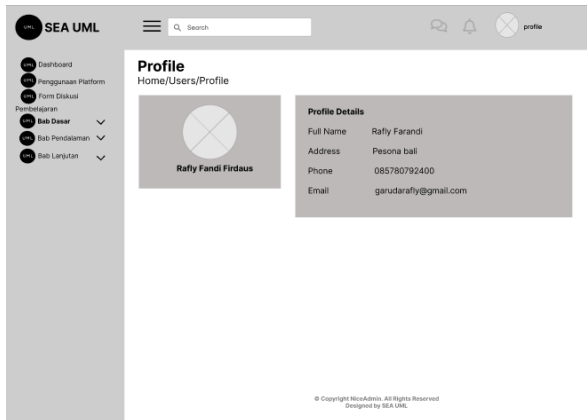 UML SEA UML
Search
profile
UML Dashboard
UML Penggunaan Platform
UML Form Diskusi
Pembelajaran
UML Bab Dasar
UML Bab Pendalaman
UML Bab Lanjutan
Profile
Home/Users/Profile
Rafly Fandi Firdaus
Profile Details
Full Name Rafly Farandi
Address Pesona bali
Phone 085780792400
Email garudarafly@gmail.com
© Copyright NiceAdmin. All Rights Reserved
Designed by SEA UML